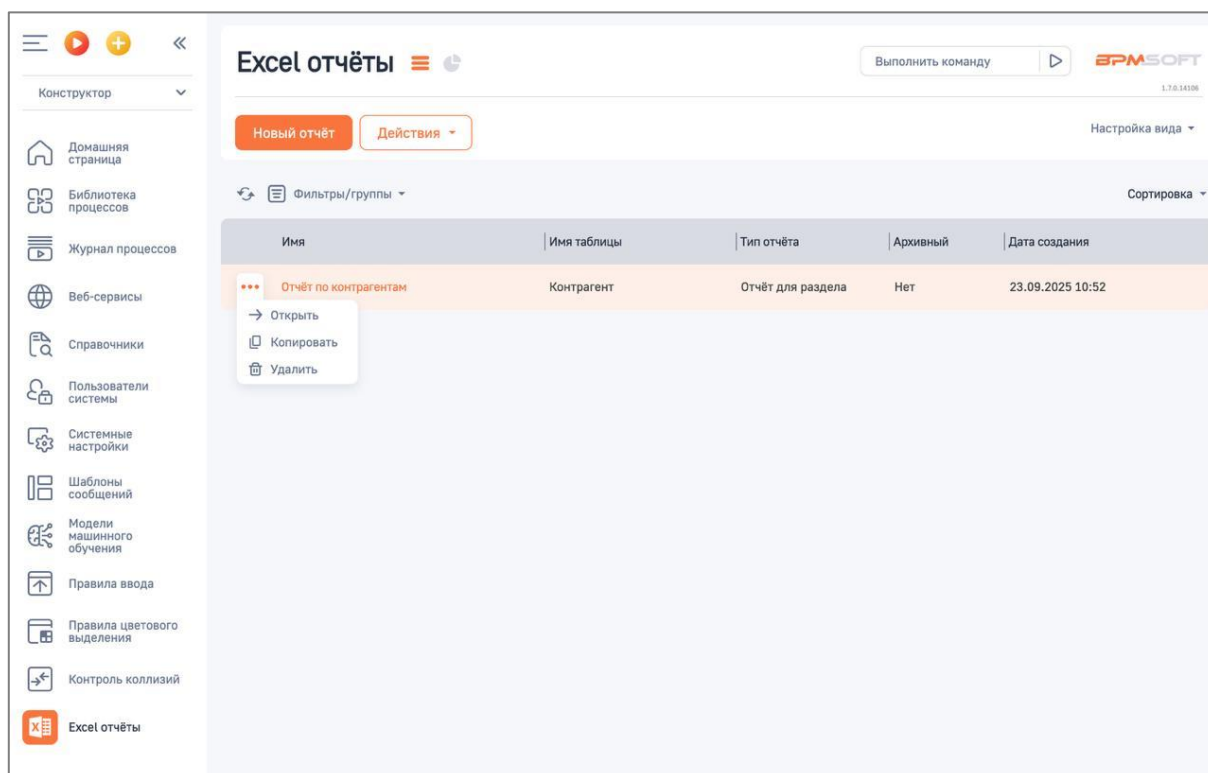 Excel отчёты
Выполнить команду
BPMSOFT
1.7.0.14106
Конструктор
Новый отчёт
Действия
Настройка вида
Домашняя
страница
Библиотека
процессов
Журнал процессов
Веб-сервисы
Справочники
Пользователи
системы
Системные
настройки
Шаблоны
сообщений
Модели
машинного
обучения
Правила ввода
Правила цветового
выделения
Контроль коллизий
Excel отчёты
Фильтры/группы
Сортировка
Имя Имя таблицы Тип отчёта Архивный Дата создания
Отчёт по контрагентам Контрагент Отчёт для раздела Нет 23.09.2025 10:52
Открыть
Копировать
Удалить